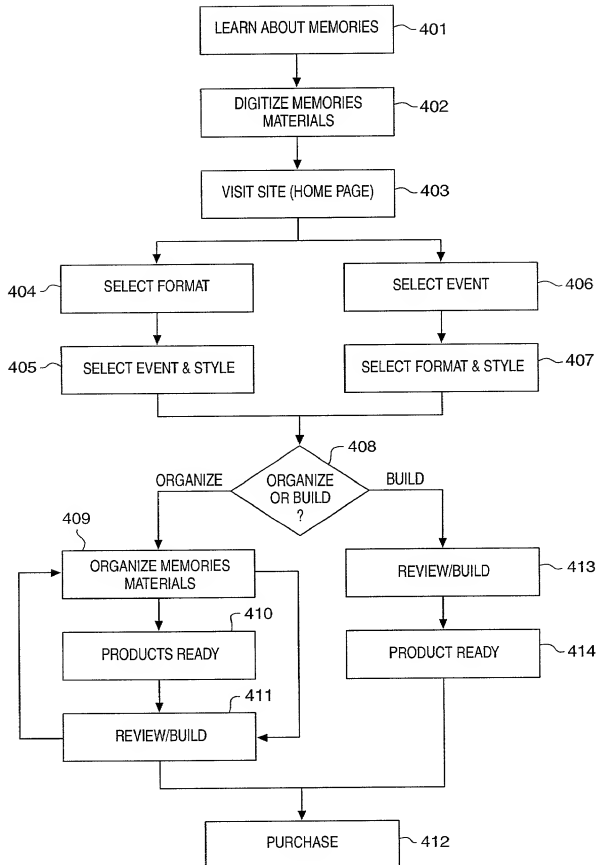 LEARN ABOUT MEMORIES
401
DIGITIZE MEMORIES
MATERIALS
402
VISIT SITE (HOME PAGE)
403
404
SELECT FORMAT
SELECT EVENT
406
405
SELECT EVENT & STYLE
SELECT FORMAT & STYLE
407
408
ORGANIZE
ORGANIZE
OR BUILD
?
BUILD
409
ORGANIZE MEMORIES
MATERIALS
REVIEW/BUILD
413
410
PRODUCTS READY
PRODUCT READY
414
411
REVIEW/BUILD
PURCHASE
412